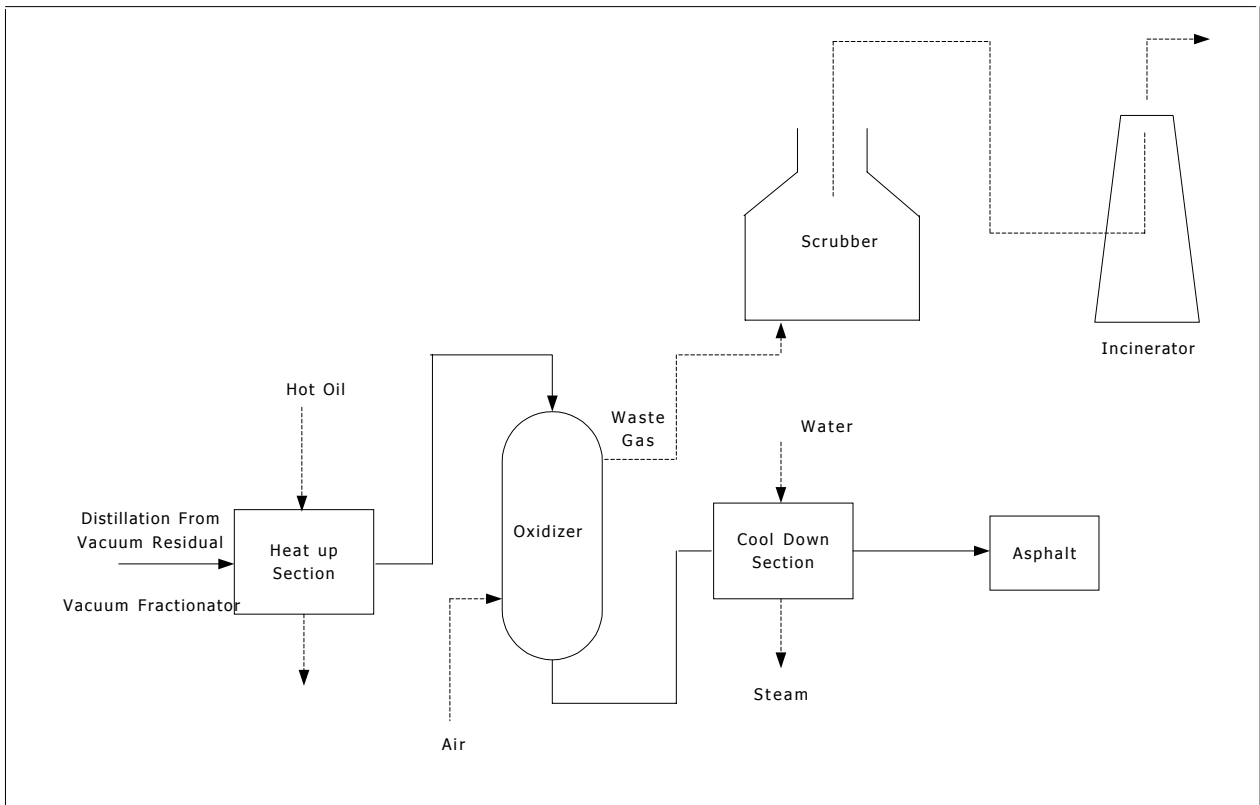 Scrubber
Incinerator
Hot Oil
Waste
Gas
Water
Distillation From
Vacuum Residual
Vacuum Fractionator
Heat up
Section
Oxidizer
Cool Down
Section
Asphalt
Steam
Air